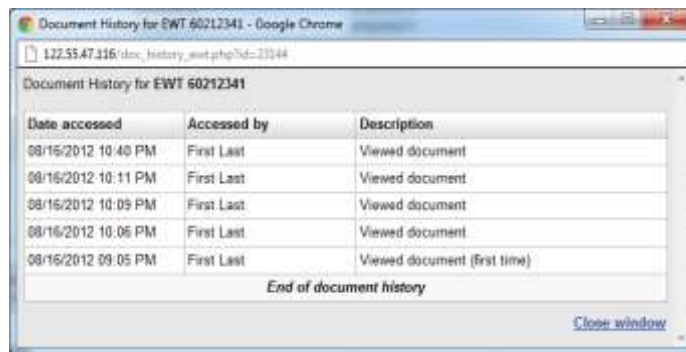 Document History for EWT 60212341 - Google Chrome
122.55.47.116/doc_history_ewt.php?id=23144
Document History for EWT 60212341
Date accessed Accessed by Description
08/16/2012 10:40 PM First Last Viewed document
08/16/2012 10:11 PM First Last Viewed document
08/16/2012 10:09 PM First Last Viewed document
08/16/2012 10:06 PM First Last Viewed document
08/16/2012 09:05 PM First Last Viewed document (first time)
End of document history
Close window